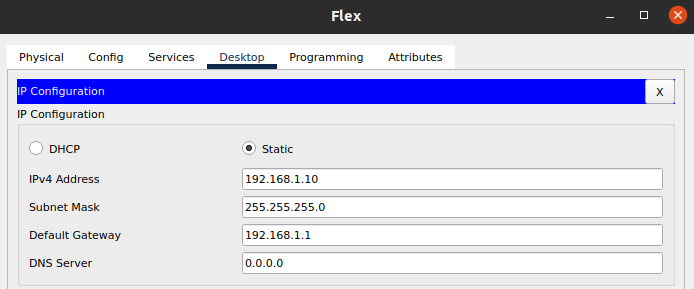 Flex
Physical Config Services Desktop Programming Attributes
IP Configuration X
IP Configuration
DHCP Static
IPv4 Address 192.168.1.10
Subnet Mask 255.255.255.0
Default Gateway 192.168.1.1
DNS Server 0.0.0.0